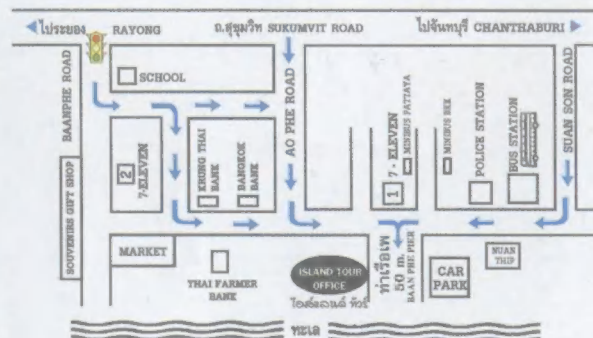 ไประยอง RAYONG
ถ.สุขุมวิท SUKUMVIT ROAD
ไปจันทบุรี CHANTHABURI
BAANPHE ROAD
SCHOOL
AO PHE ROAD
SUAN SON ROAD
SOUVENIRS GIFT SHOP
2
7-ELEVEN
KRUNG THAI
BANK
BANGKOK
BANK
1
7 - ELEVEN
MINIBUS PATTAYA
MINIBUS BKK
POLICK STATION
BUS STATION
MARKET
THAI FARMER
BANK
ISLAND TOUR
OFFICE
ไอส์แลนด์ ทัวร์
ท่าเรือเพ
50 m.
BAAN PHE PIER
CAR
PARK
NUAN
THIP
ทะเล